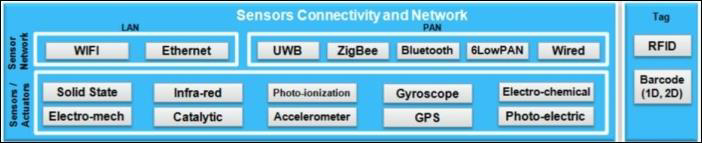 Sensors Connectivity and Network
LAN
PAN
Sensor
Network
WIFI
Ethernet
UWB
ZigBee
Bluetooth
6LowPAN
Wired
Sensors /
Actuators
Solid State
Infra-red
Photo-ionization
Gyroscope
Electro-chemical
Electro-mech
Catalytic
Accelerometer
GPS
Photo-electric
Tag
RFID
Barcode
(1D, 2D)